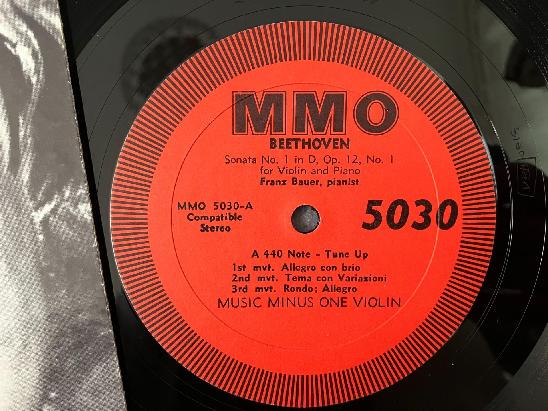 MMO
BEETHOVEN
Sonata No. 1 in D, Op. 12, No. 1
for Violin and Piano
Franz Bauer, pianist
MMO 5030-A
Compatible
Stereo
5030
A 440 Note - Tune Up
1st mvt. Allegro con brio
2nd mvt. Tema con Variazioni
3rd mvt. Rondo; Allegro
MUSIC MINUS ONE VIOLIN